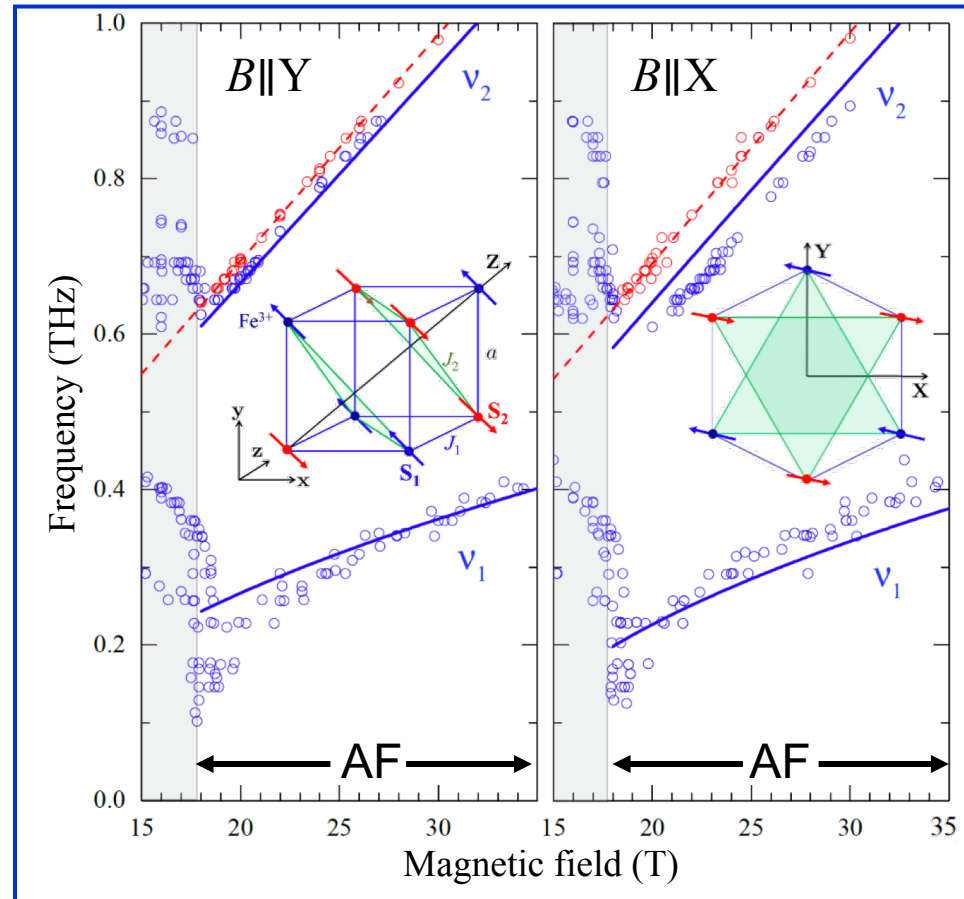 1.0
0.8
0.6
0.4
0.2
0.0
Frequency (THz)
B∥Y
ν2
Fe³⁺
Z
a
J2
S2
J1
S1
y
z
x
ν1
AF
15 20 25 30
B∥X
ν2
Y
X
ν1
AF
15 20 25 30 35
Magnetic field (T)